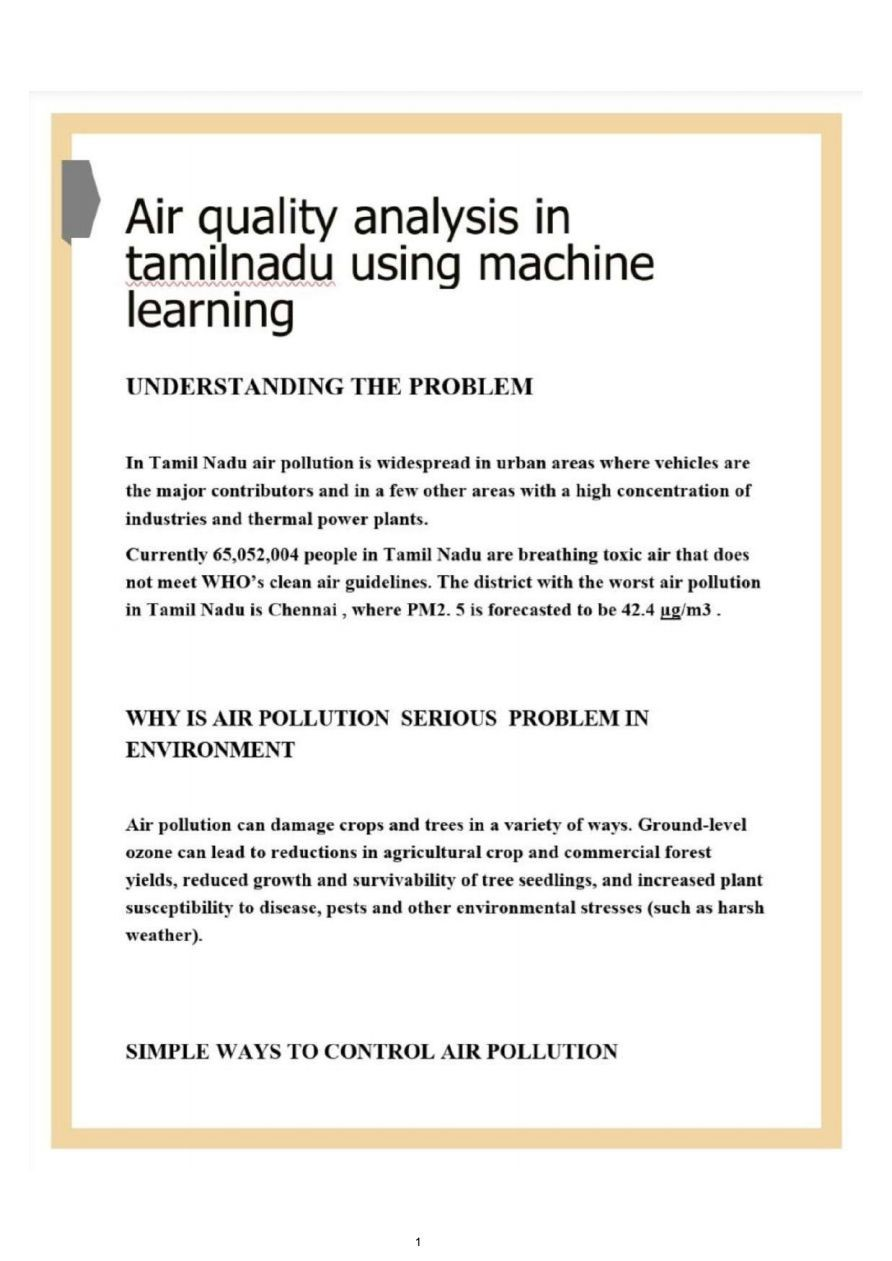 Air quality analysis in
tamilnadu using machine
learning
UNDERSTANDING THE PROBLEM
In Tamil Nadu air pollution is widespread in urban areas where vehicles are
the major contributors and in a few other areas with a high concentration of
industries and thermal power plants.
Currently 65,052,004 people in Tamil Nadu are breathing toxic air that does
not meet WHO’s clean air guidelines. The district with the worst air pollution
in Tamil Nadu is Chennai , where PM2. 5 is forecasted to be 42.4 µg/m3 .
WHY IS AIR POLLUTION  SERIOUS  PROBLEM IN
ENVIRONMENT
Air pollution can damage crops and trees in a variety of ways. Ground-level
ozone can lead to reductions in agricultural crop and commercial forest
yields, reduced growth and survivability of tree seedlings, and increased plant
susceptibility to disease, pests and other environmental stresses (such as harsh
weather).
SIMPLE WAYS TO CONTROL AIR POLLUTION
1